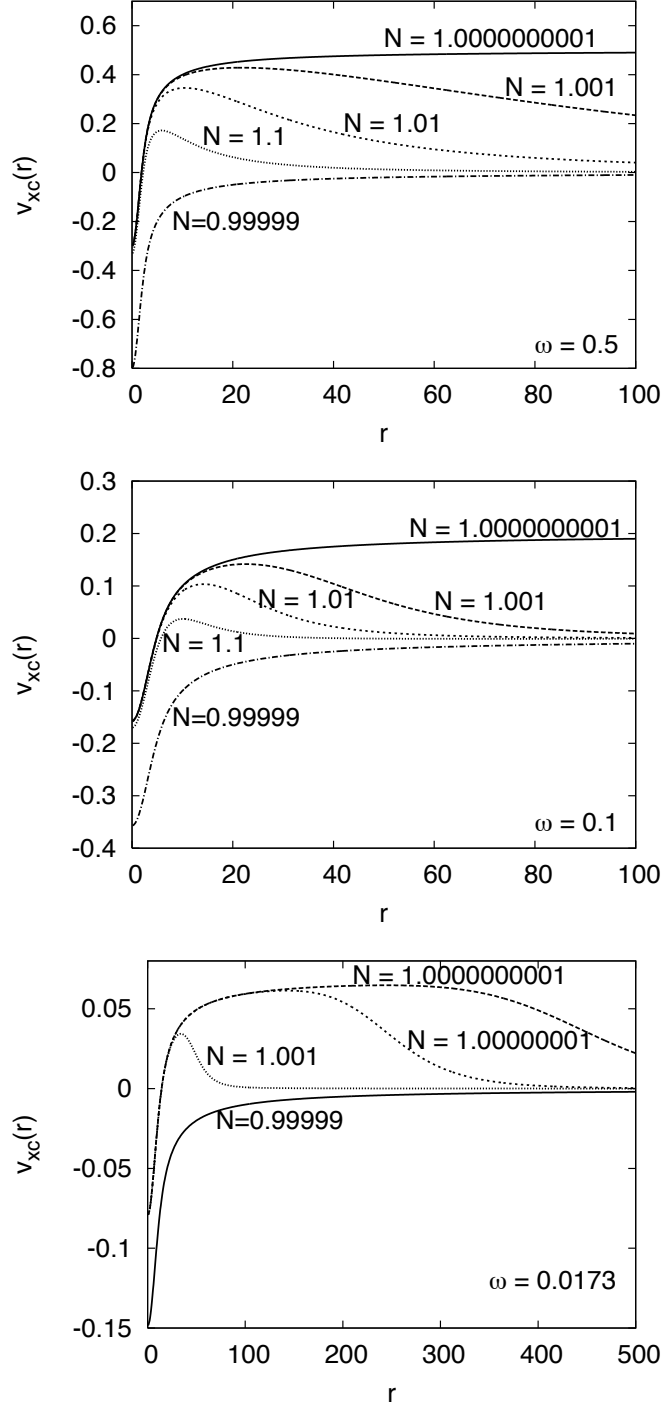 0.6
N = 1.0000000001
0.4
N = 1.001
0.2
N = 1.1
N = 1.01
0
-0.2
N=0.99999
-0.4
-0.6
-0.8
ω = 0.5
0 20 40 60 80 100
r
v_xc(r)
0.3
0.2
N = 1.0000000001
0.1
N = 1.01
N = 1.001
0
N = 1.1
-0.1
N=0.99999
-0.2
-0.3
-0.4
ω = 0.1
0 20 40 60 80 100
r
v_xc(r)
N = 1.0000000001
0.05
N = 1.00000001
N = 1.001
0
N=0.99999
-0.05
-0.1
ω = 0.0173
-0.15
0 100 200 300 400 500
r
v_xc(r)